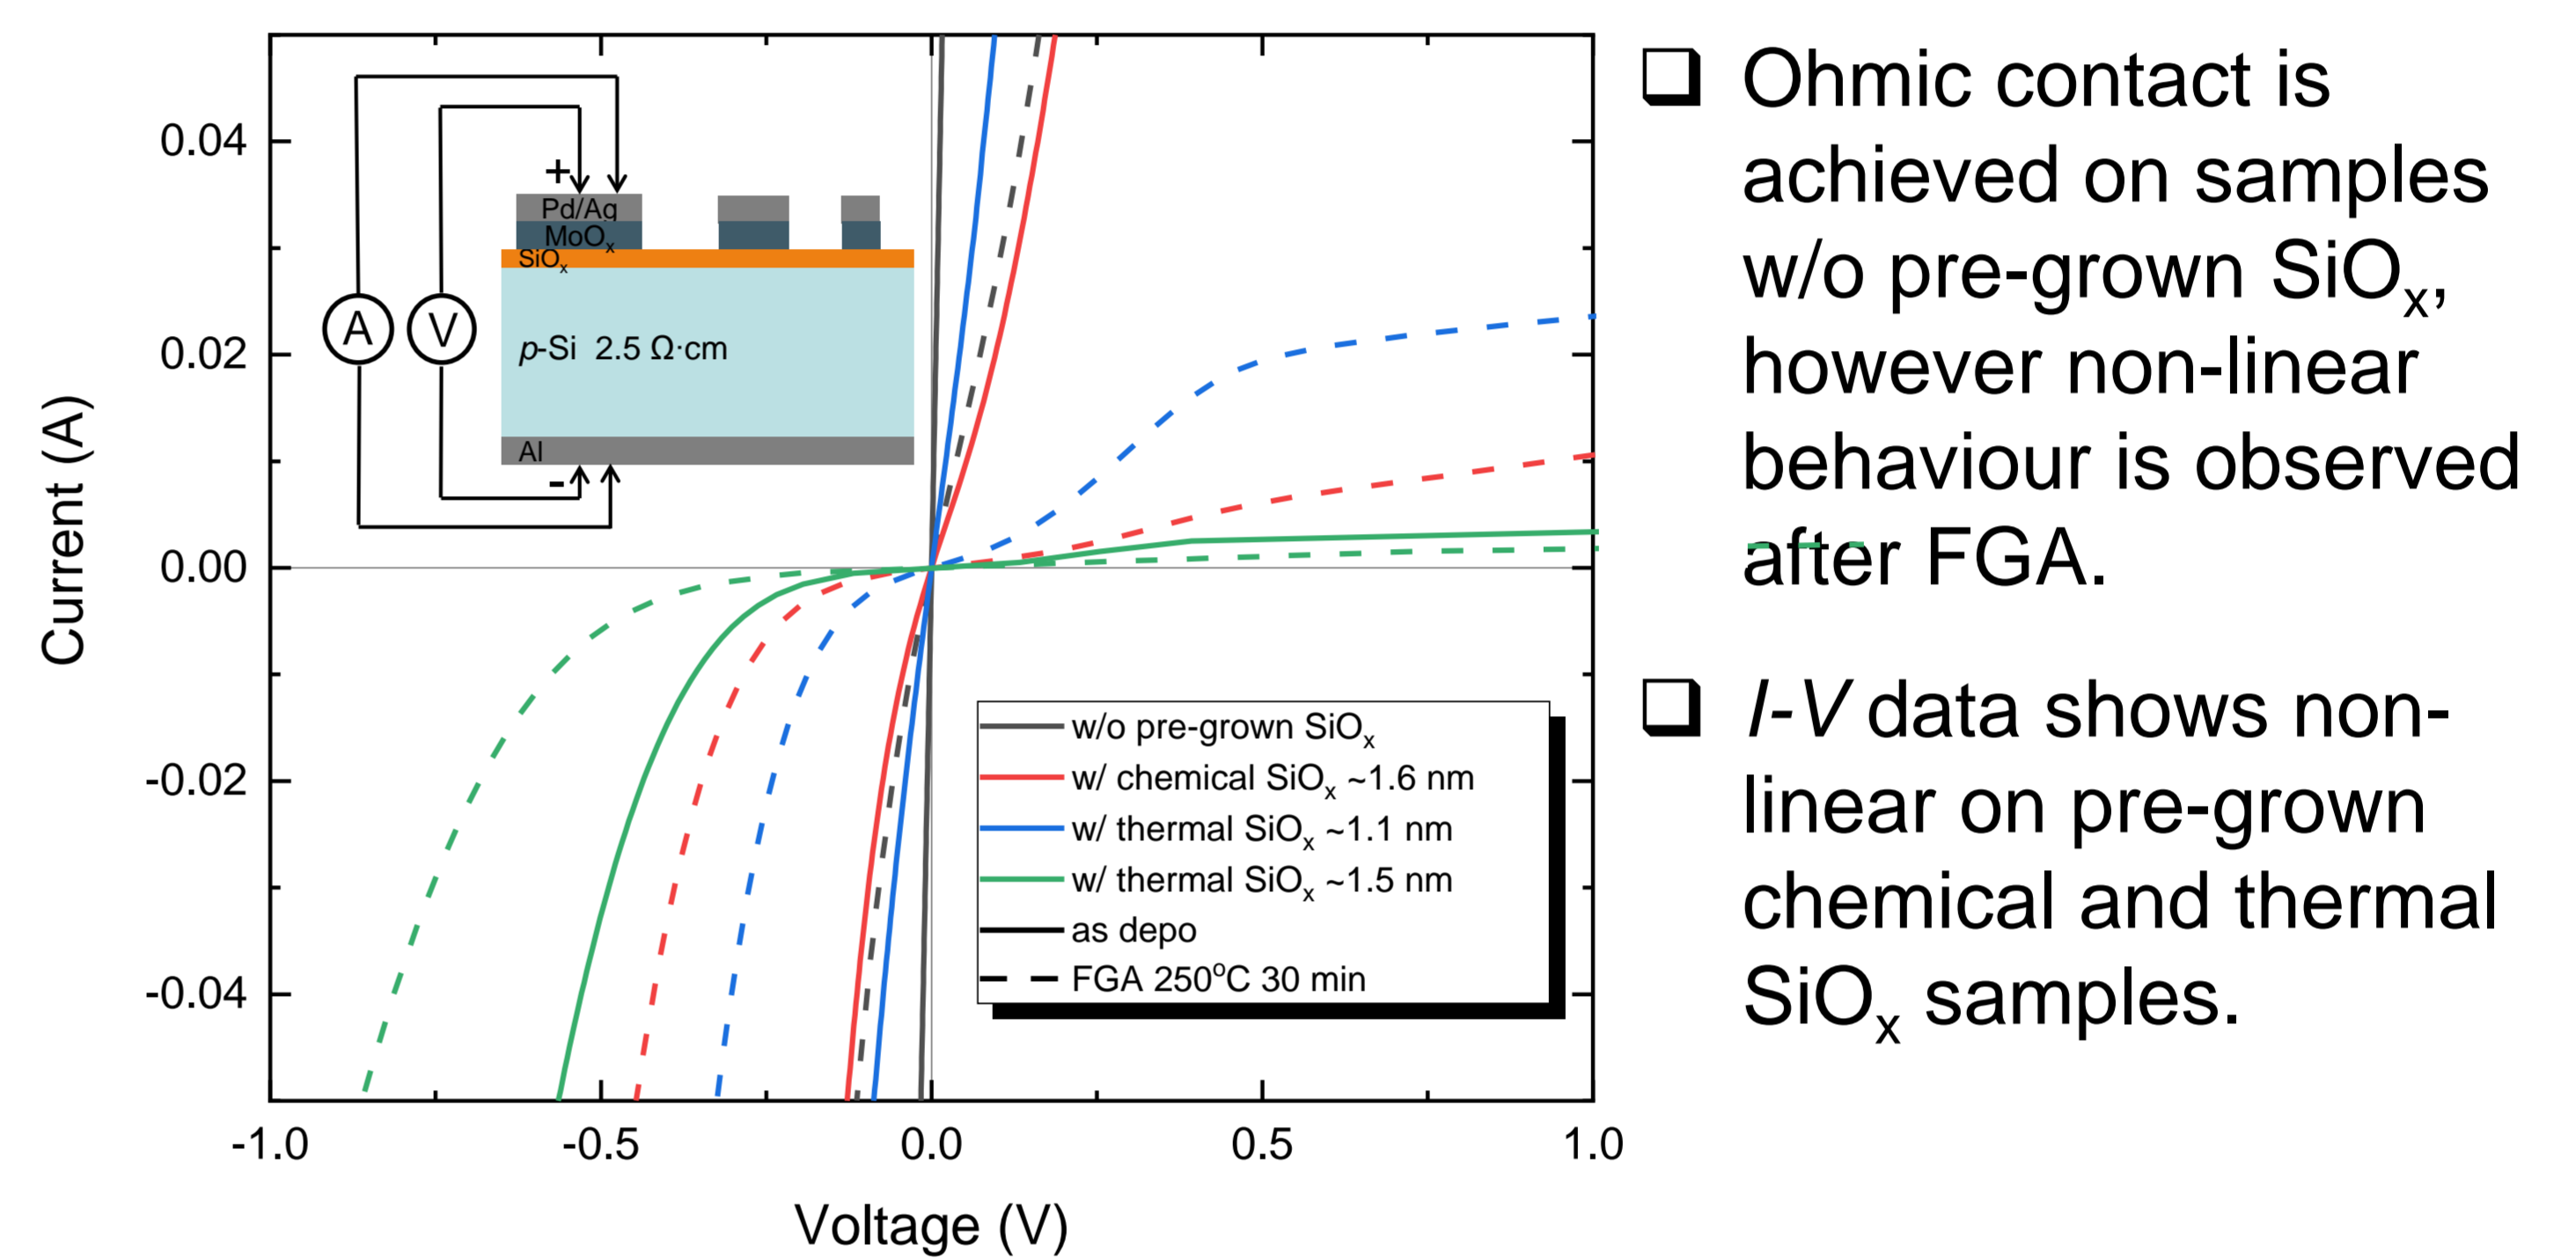 Current (A)
0.04
0.02
0.00
-0.02
-0.04
-1.0
-0.5
0.0
0.5
1.0
Voltage (V)
+
Pd/Ag
MoOₓ
SiOₓ
A
V
p-Si 2.5 Ω·cm
Al
-
w/o pre-grown SiOₓ
w/ chemical SiOₓ ~1.6 nm
w/ thermal SiOₓ ~1.1 nm
w/ thermal SiOₓ ~1.5 nm
as depo
FGA 250°C 30 min
❑ Ohmic contact is
achieved on samples
w/o pre-grown SiOₓ,
however non-linear
behaviour is observed
after FGA.
❑ I-V data shows non-
linear on pre-grown
chemical and thermal
SiOₓ samples.